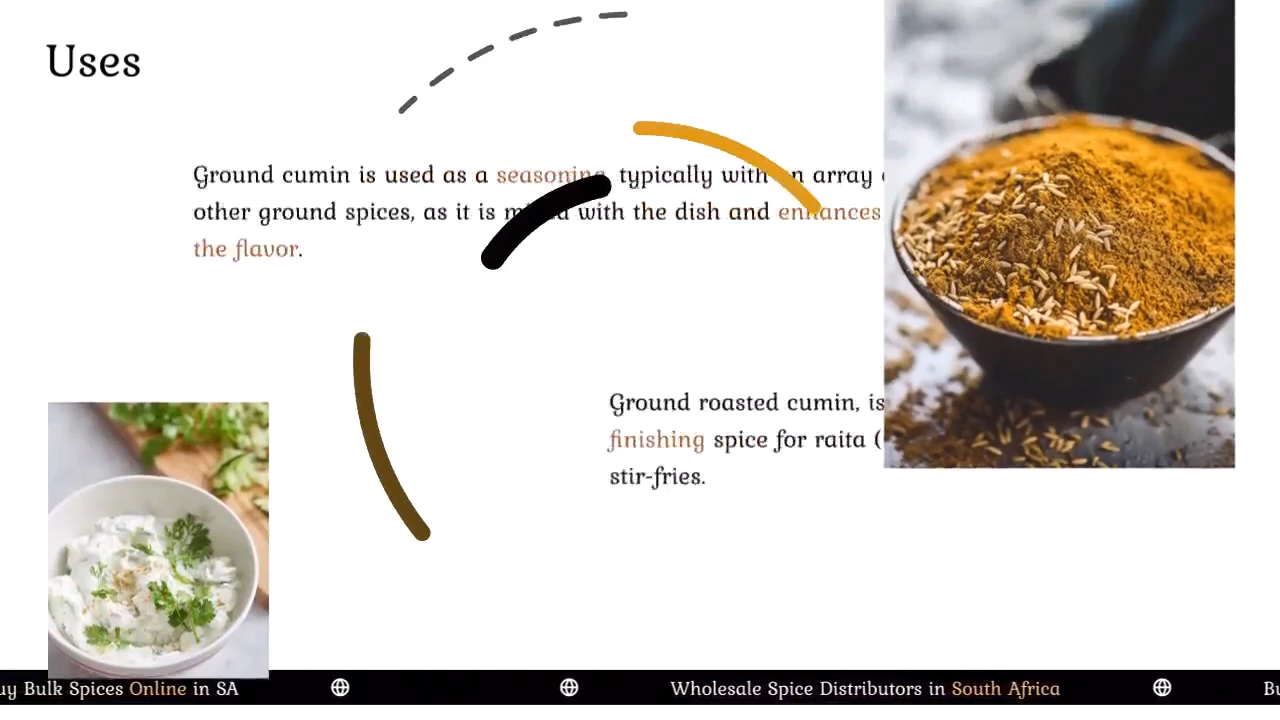 Uses
Ground cumin is used as a seasoning typically with an array
other ground spices, as it is mixed with the dish and enhances
the flavor.
Ground roasted cumin, is
finishing spice for raita (
stir-fries.
Bulk Spices Online in SA
Wholesale Spice Distributors in South Africa